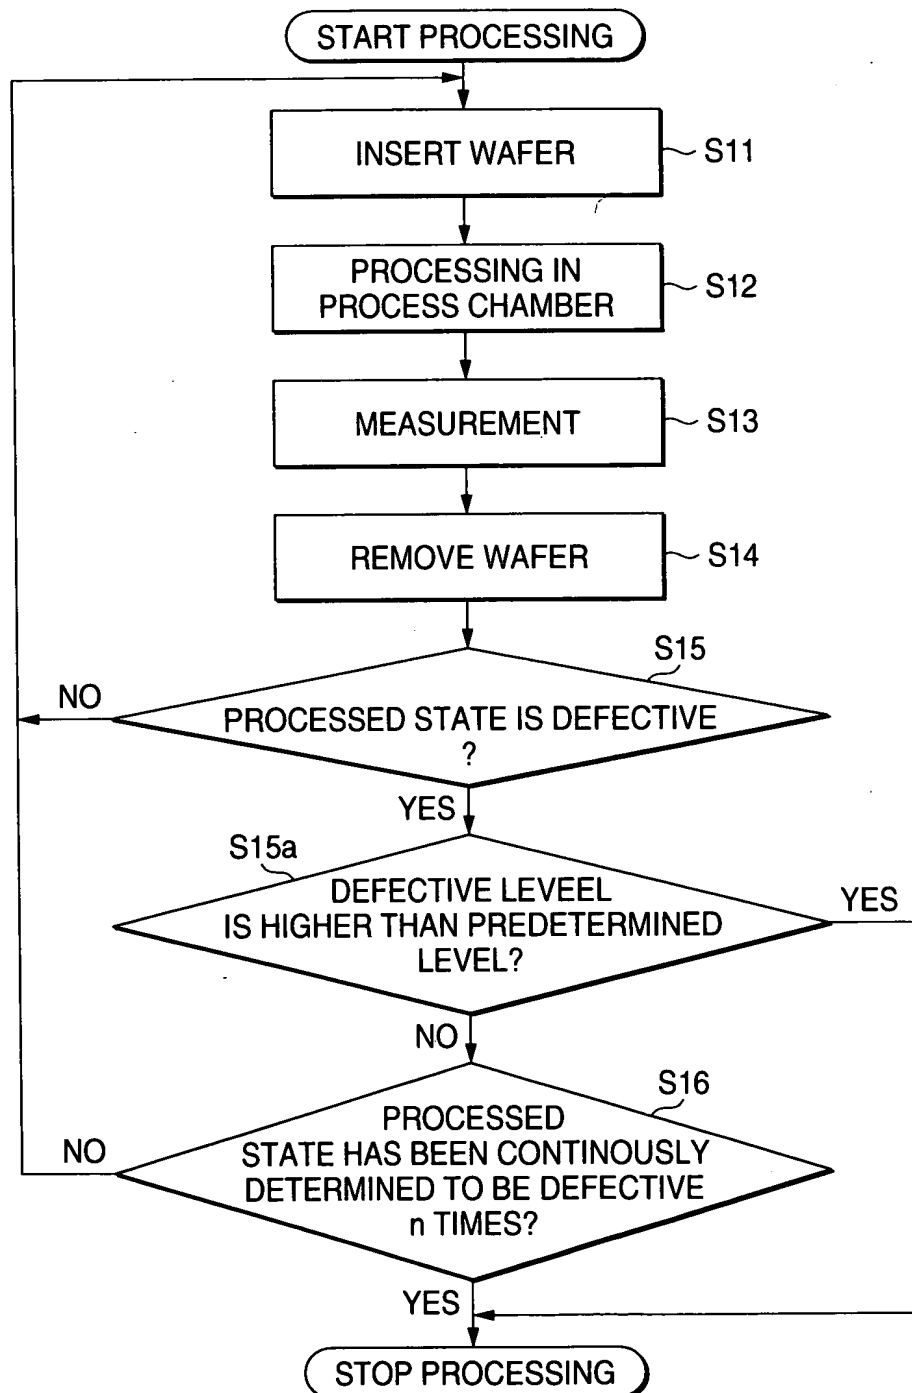 START PROCESSING
INSERT WAFER
S11
PROCESSING IN
PROCESS CHAMBER
S12
MEASUREMENT
S13
REMOVE WAFER
S14
S15
NO
PROCESSED STATE IS DEFECTIVE
?
YES
S15a
DEFECTIVE LEVEEL
IS HIGHER THAN PREDETERMINED
LEVEL?
YES
NO
S16
PROCESSED
STATE HAS BEEN CONTINOUSLY
DETERMINED TO BE DEFECTIVE
n TIMES?
NO
YES
STOP PROCESSING